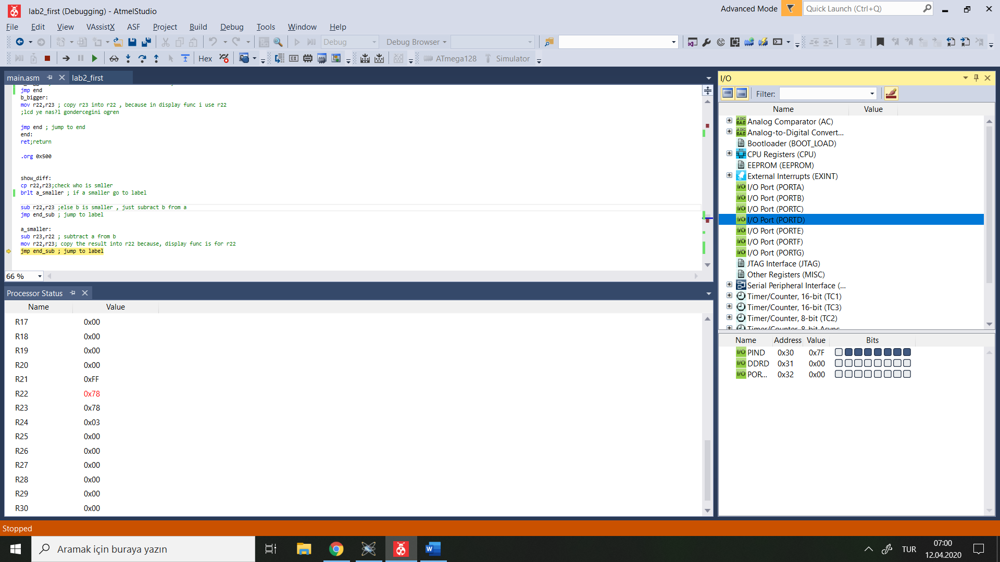 lab2_first (Debugging) - AtmelStudio
Advanced Mode
Quick Launch (Ctrl+Q)
File Edit View VAssistX ASF Project Build Debug Tools Window Help
Debug
Debug Browser
Hex
ATmega128
Simulator
main.asm
lab2_first
jmp end
b_bigger:
mov r22,r23 ; copy r23 into r22 , because in display func i use r22
;lcd ye nas?l gondercegini ogren
jmp end ; jump to end
end:
ret;return
.org 0x500
show_diff:
cp r22,r23;check who is smller
brlt a_smaller ; if a smaller go to label
sub r22,r23 ;else b is smaller , just subract b from a
jmp end_sub ; jump to label
a_smaller:
sub r23,r22 ; subtract a from b
mov r22,r23; copy the result into r22 because, display func is for r22
jmp end_sub ; jump to label
66 %
Processor Status
Name Value
R17 0x00
R18 0x00
R19 0x00
R20 0x00
R21 0xFF
R22 0x78
R23 0x78
R24 0x03
R25 0x00
R26 0x00
R27 0x00
R28 0x00
R29 0x00
R30 0x00
I/O
Filter:
Name Value
Analog Comparator (AC)
Analog-to-Digital Convert...
Bootloader (BOOT_LOAD)
CPU Registers (CPU)
EEPROM (EEPROM)
External Interrupts (EXINT)
I/O Port (PORTA)
I/O Port (PORTB)
I/O Port (PORTC)
I/O Port (PORTD)
I/O Port (PORTE)
I/O Port (PORTF)
I/O Port (PORTG)
JTAG Interface (JTAG)
Other Registers (MISC)
Serial Peripheral Interface (...
Timer/Counter, 16-bit (TC1)
Timer/Counter, 16-bit (TC3)
Timer/Counter, 8-bit (TC2)
Timer/Counter, 8-bit Async...
Name Address Value Bits
PIND 0x30 0x7F
DDRD 0x31 0x00
POR... 0x32 0x00
Stopped
Aramak için buraya yazın
TUR
07:00
12.04.2020